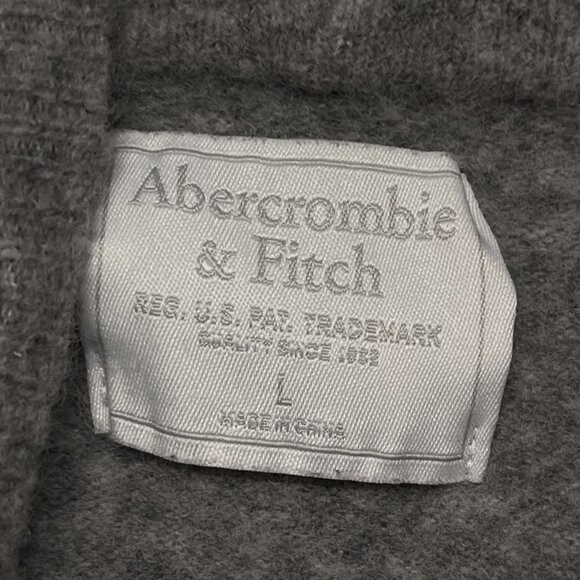 Abercrombie
& Fitch
REG. U.S. PAT. TRADEMARK
QUALITY SINCE 1892
L
MADE IN CHINA